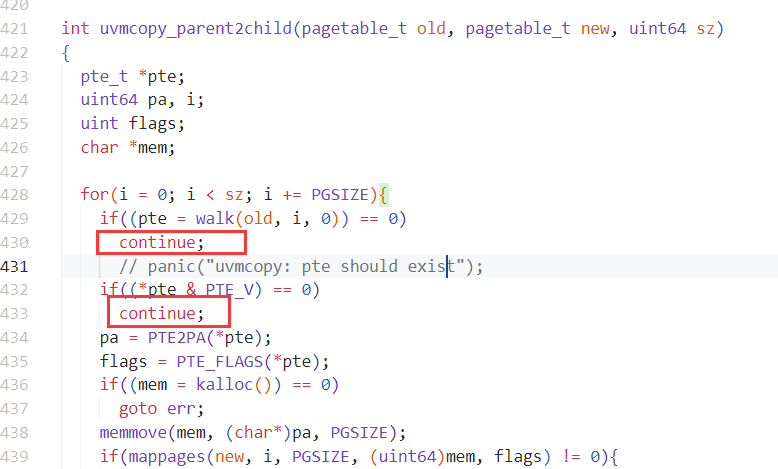 420
421 int uvmcopy_parent2child(pagetable_t old, pagetable_t new, uint64 sz)
422 {
423 pte_t *pte;
424 uint64 pa, i;
425 uint flags;
426 char *mem;
427
428 for(i = 0; i < sz; i += PGSIZE){
429 if((pte = walk(old, i, 0)) == 0)
430 continue;
431 // panic("uvmcopy: pte should exist");
432 if((*pte & PTE_V) == 0)
433 continue;
434 pa = PTE2PA(*pte);
435 flags = PTE_FLAGS(*pte);
436 if((mem = kalloc()) == 0)
437 goto err;
438 memmove(mem, (char*)pa, PGSIZE);
439 if(mappages(new, i, PGSIZE, (uint64)mem, flags) != 0){